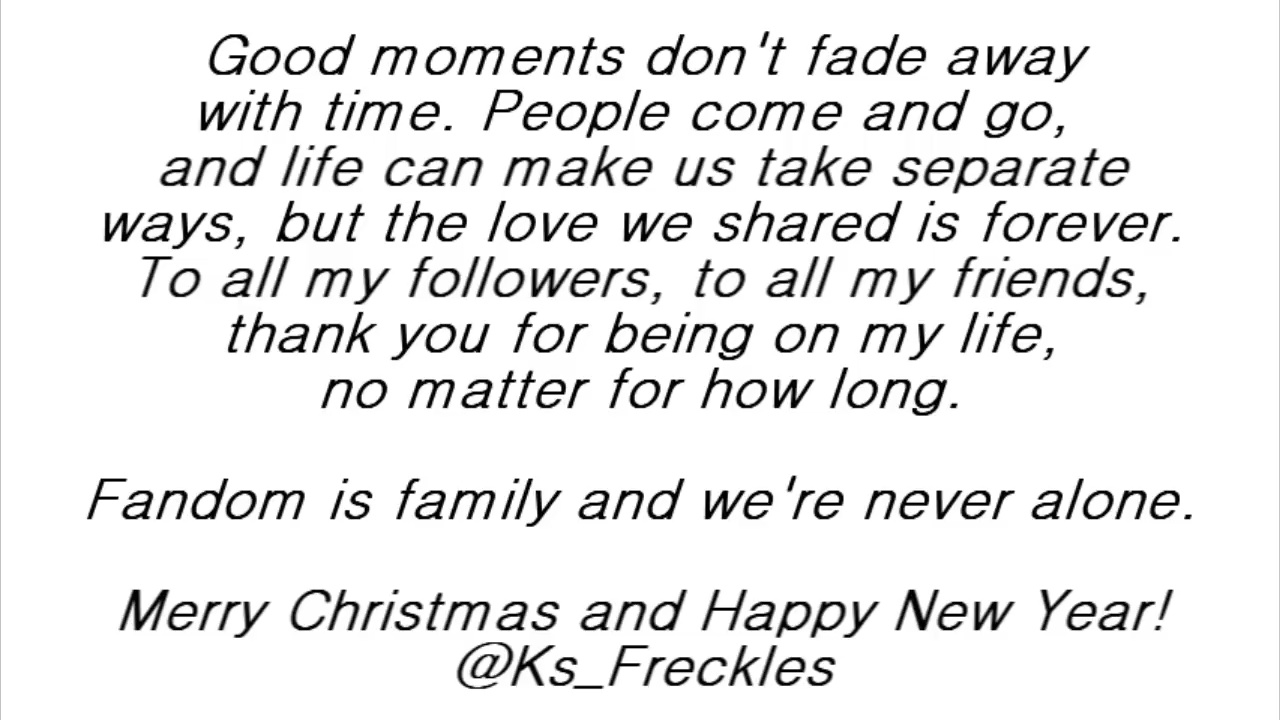 Good moments don't fade away
with time. People come and go,
and life can make us take separate
ways, but the love we shared is forever.
To all my followers, to all my friends,
thank you for being on my life,
no matter for how long.
Fandom is family and we're never alone.
Merry Christmas and Happy New Year!
@Ks_Freckles